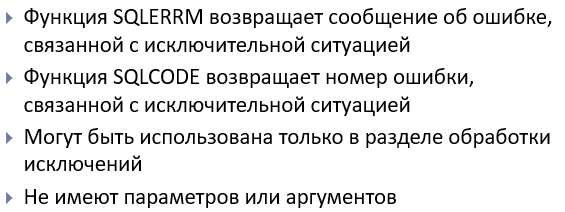 Функция SQLERRM возвращает сообщение об ошибке,
связанной с исключительной ситуацией
Функция SQLCODE возвращает номер ошибки,
связанной с исключительной ситуацией
Могут быть использована только в разделе обработки
исключений
Не имеют параметров или аргументов